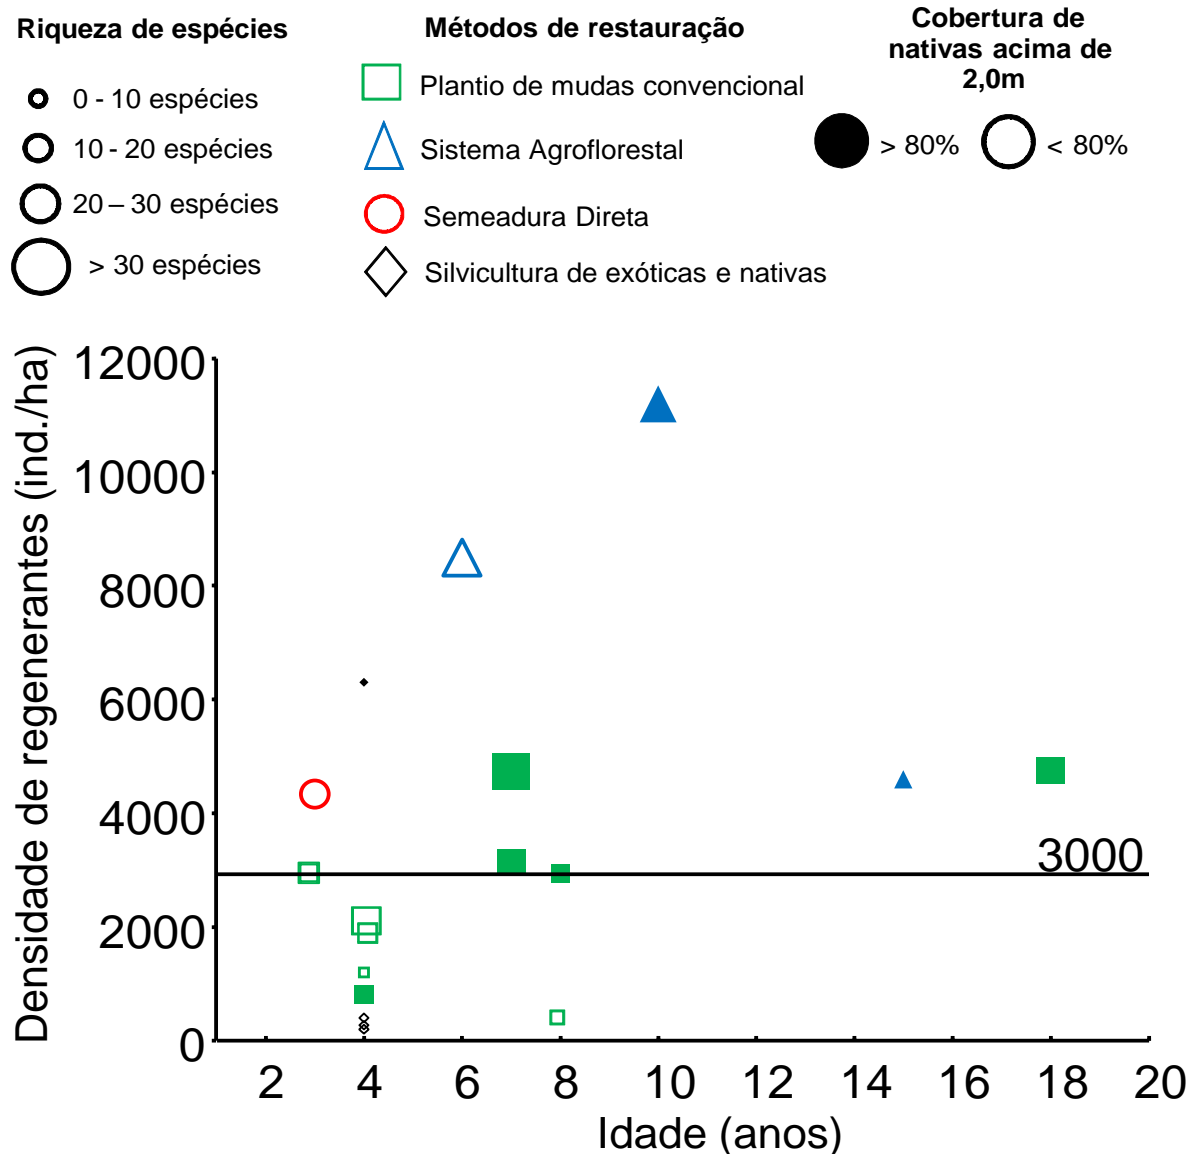 Riqueza de espécies
0 - 10 espécies
10 - 20 espécies
20 – 30 espécies
> 30 espécies
Métodos de restauração
Plantio de mudas convencional
Sistema Agroflorestal
Semeadura Direta
Silvicultura de exóticas e nativas
Cobertura de
nativas acima de
2,0m
> 80%
< 80%
Densidade de regenerantes (ind./ha)
12000
10000
8000
6000
4000
2000
0
3000
2
4
6
8
10
12
14
16
18
20
Idade (anos)